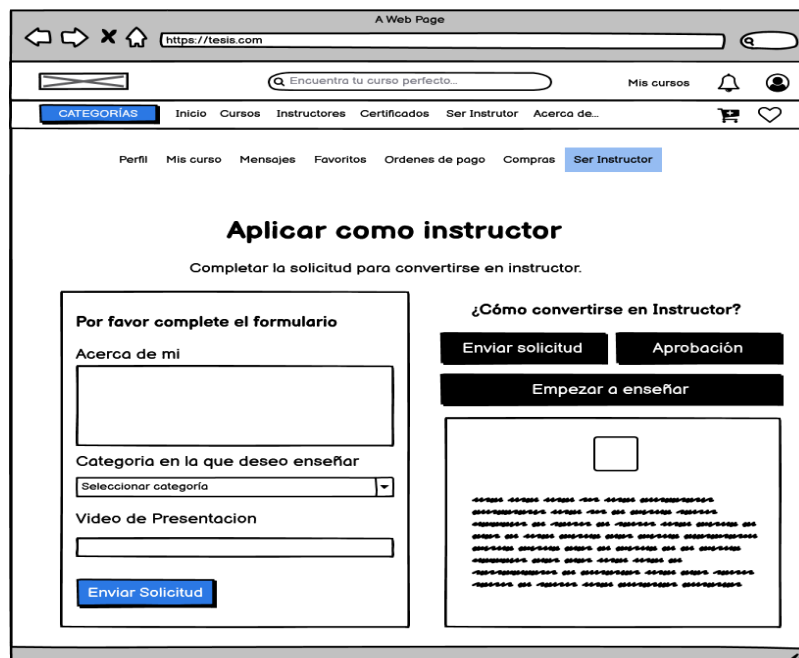 A Web Page
https://tesis.com
Encuentra tu curso perfecto...
Mis cursos
CATEGORÍAS Inicio Cursos Instructores Certificados Ser Instrutor Acerca de...
Perfil Mis curso Mensajes Favoritos Ordenes de pago Compras Ser Instructor
Aplicar como instructor
Completar la solicitud para convertirse en instructor.
Por favor complete el formulario
Acerca de mi
Categoria en la que deseo enseñar
Seleccionar categoría
Video de Presentacion
Enviar Solicitud
¿Cómo convertirse en Instructor?
Enviar solicitud Aprobación
Empezar a enseñar